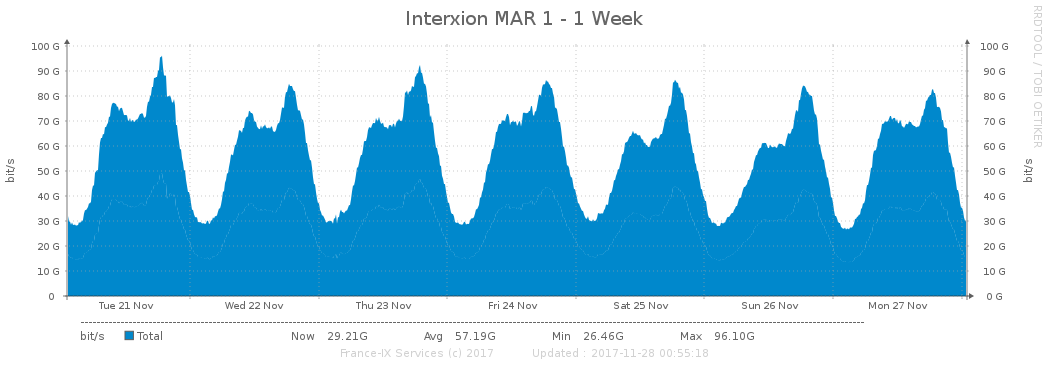 Interxion MAR 1 - 1 Week
RRDTOOL / TOBI OETIKER
bit/s
bit/s
100 G 100 G
90 G 90 G
80 G 80 G
70 G 70 G
60 G 60 G
50 G 50 G
40 G 40 G
30 G 30 G
20 G 20 G
10 G 10 G
0 0 G
Tue 21 Nov Wed 22 Nov Thu 23 Nov Fri 24 Nov Sat 25 Nov Sun 26 Nov Mon 27 Nov
bit/s Total Now 29.21G Avg 57.19G Min 26.46G Max 96.10G
France-IX Services (c) 2017 Updated : 2017-11-28 00:55:18